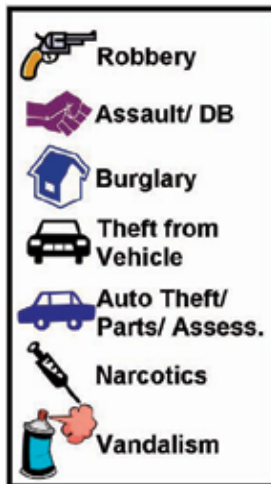 Robbery
Assault/ DB
Burglary
Theft from
Vehicle
Auto Theft/
Parts/ Assess.
Narcotics
Vandalism